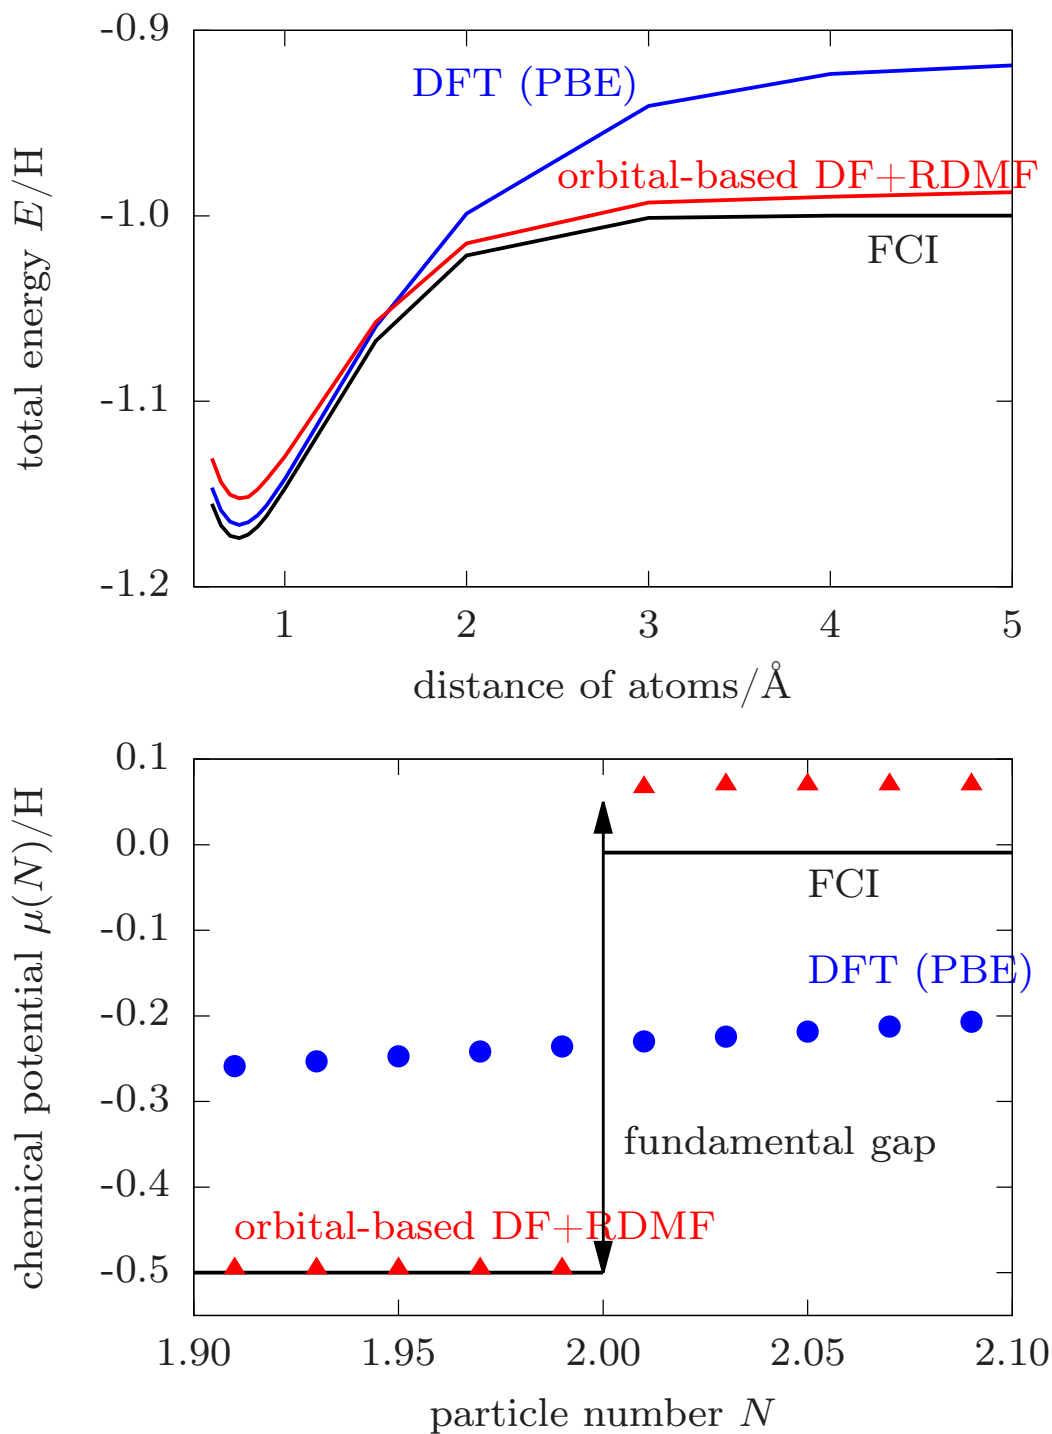 -0.9
DFT (PBE)
orbital-based DF+RDMF
-1.0
FCI
-1.1
-1.2
total energy E/H
1 2 3 4 5
distance of atoms/Å
0.1
0.0
FCI
-0.1
DFT (PBE)
-0.2
-0.3
fundamental gap
-0.4
orbital-based DF+RDMF
-0.5
chemical potential μ(N)/H
1.90 1.95 2.00 2.05 2.10
particle number N